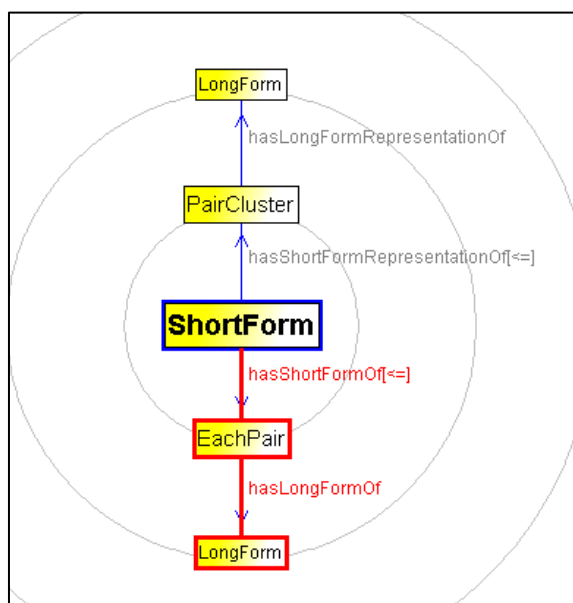 LongForm
hasLongFormRepresentationOf
PairCluster
hasShortFormRepresentationOf[<=]
ShortForm
hasShortFormOf[<=]
EachPair
hasLongFormOf
LongForm